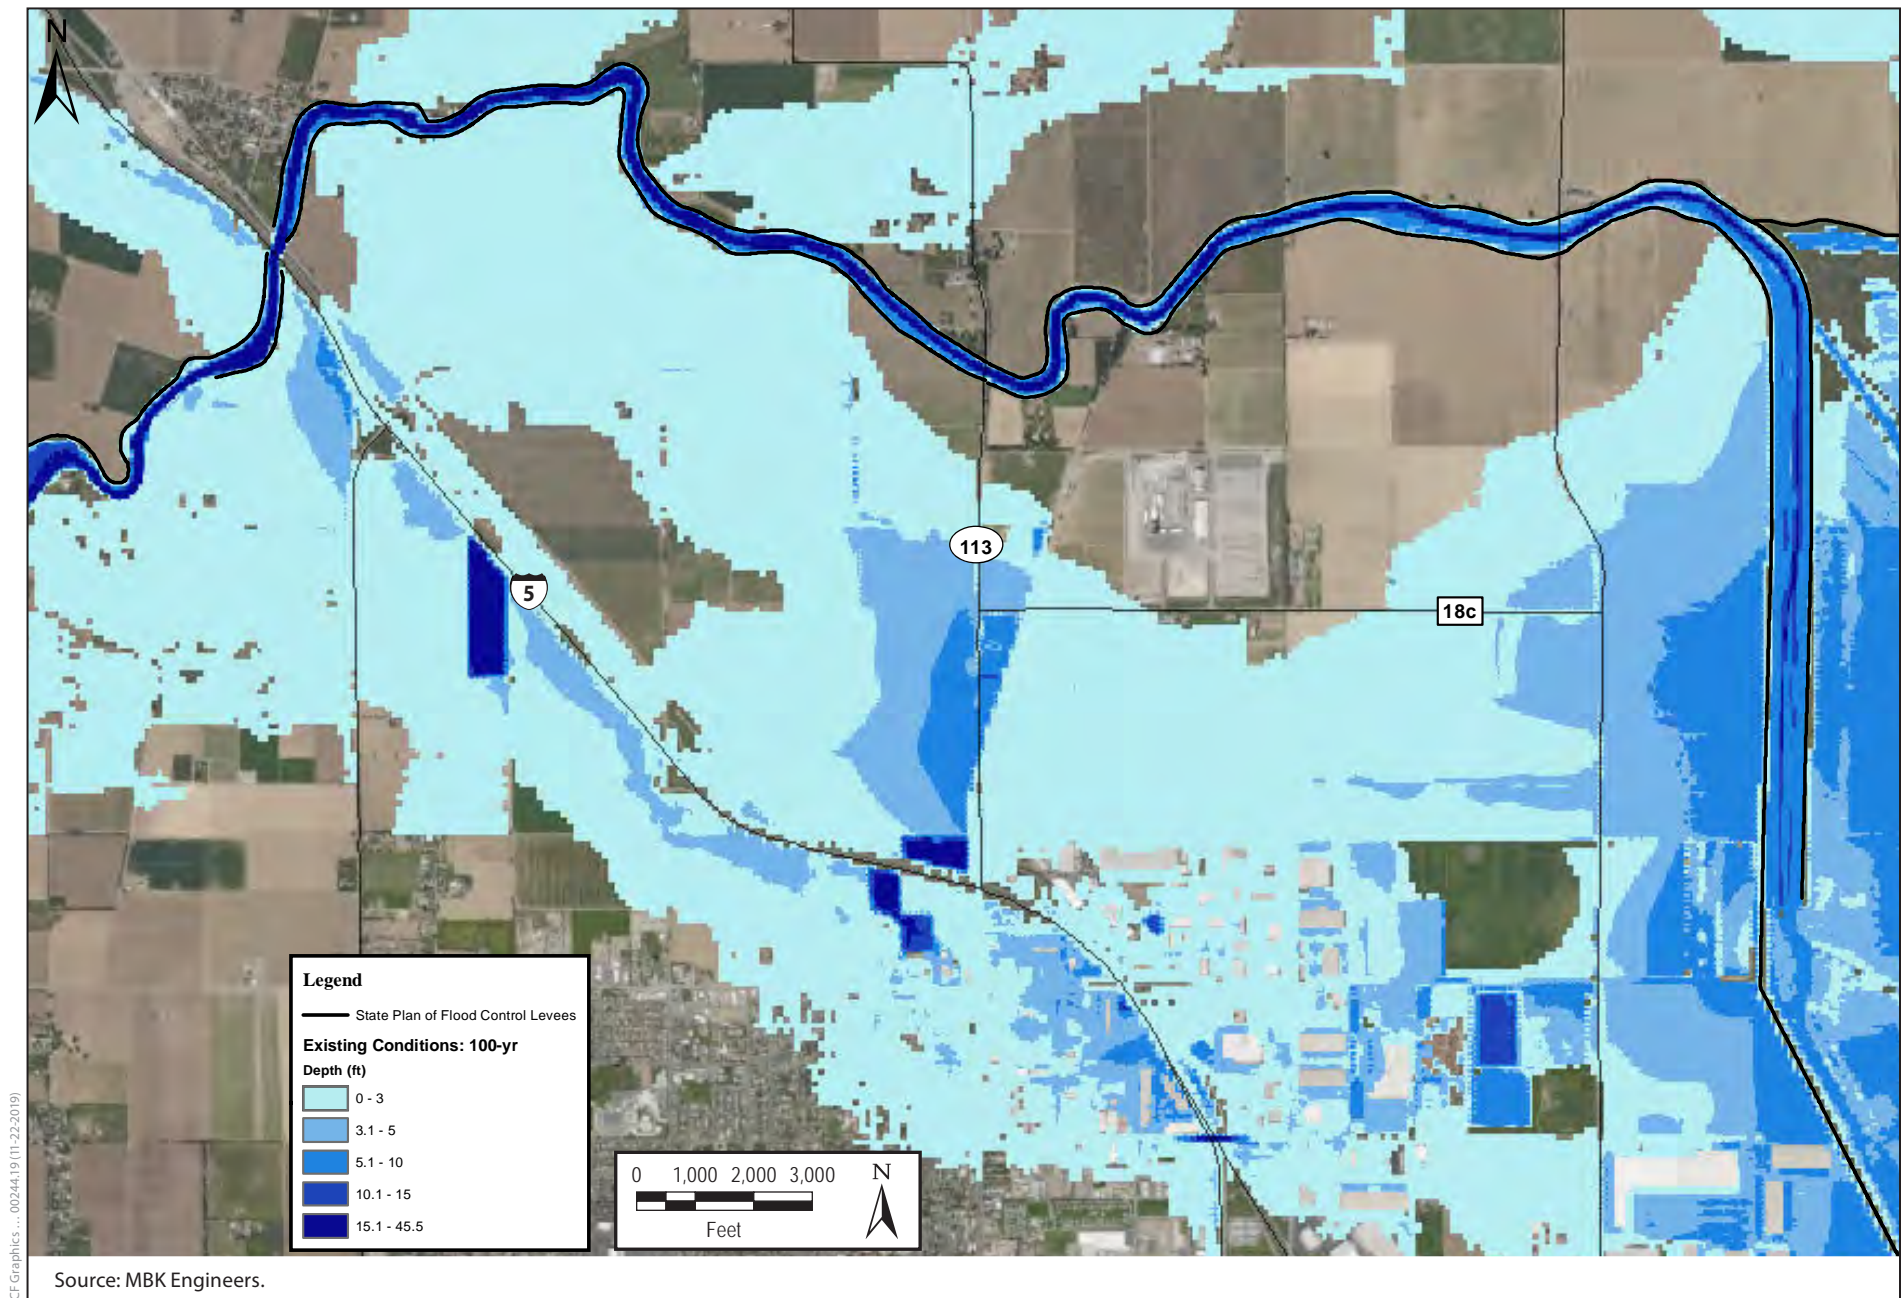 N
113
5
18c
Legend
State Plan of Flood Control Levees
Existing Conditions: 100-yr
Depth (ft)
0 - 3
3.1 - 5
5.1 - 10
10.1 - 15
15.1 - 45.5
0 1,000 2,000 3,000
Feet
N
Source: MBK Engineers.
CF Graphics … 00244.19 (11-22-2019)